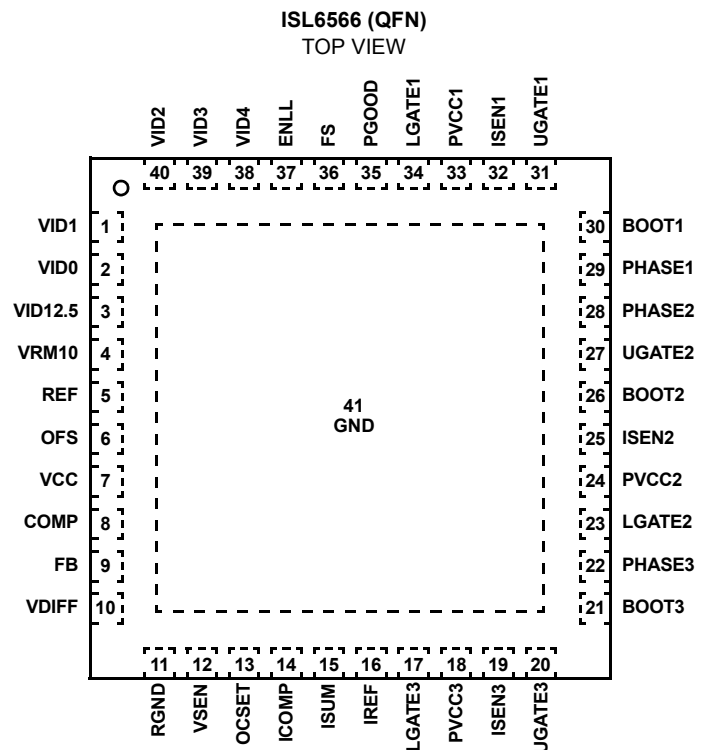 ISL6566 (QFN)
TOP VIEW
VID2 VID3 VID4 ENLL FS PGOOD LGATE1 PVCC1 ISEN1 UGATE1
40 39 38 37 36 35 34 33 32 31
VID1 1 30 BOOT1
VID0 2 29 PHASE1
VID12.5 3 28 PHASE2
VRM10 4 27 UGATE2
REF 5 26 BOOT2
41
GND
OFS 6 25 ISEN2
VCC 7 24 PVCC2
COMP 8 23 LGATE2
FB 9 22 PHASE3
VDIFF 10 21 BOOT3
11 12 13 14 15 16 17 18 19 20
RGND VSEN OCSET ICOMP ISUM IREF LGATE3 PVCC3 ISEN3 UGATE3